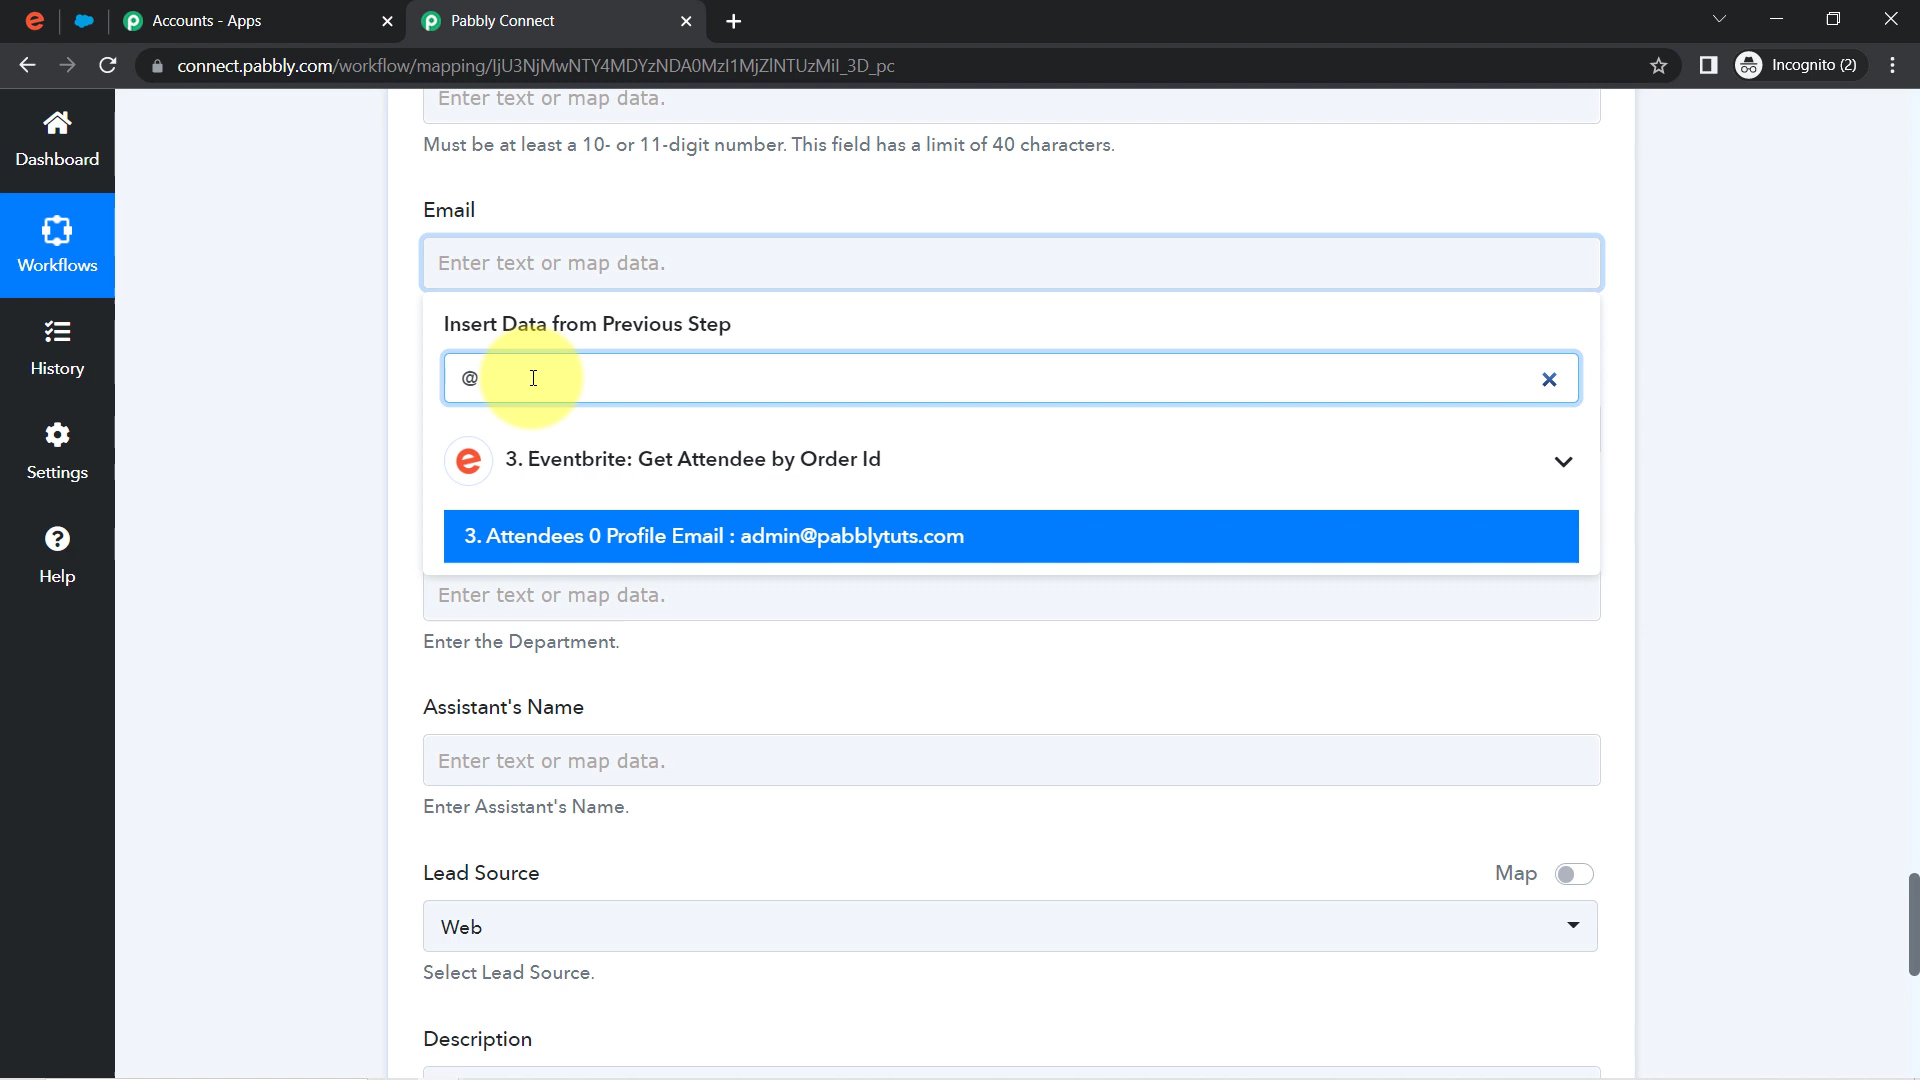 Accounts - Apps
Pabbly Connect
connect.pabbly.com/workflow/mapping/IjU3NjMwNTY4MDYzNDA0MzI1MjZlNTUzMiI_3D_pc
Incognito (2)
Enter text or map data.
Must be at least a 10- or 11-digit number. This field has a limit of 40 characters.
Dashboard
Email
Workflows
Enter text or map data.
Insert Data from Previous Step
History
@
3. Eventbrite: Get Attendee by Order Id
Settings
3. Attendees 0 Profile Email : admin@pabblytuts.com
Help
Enter text or map data.
Enter the Department.
Assistant's Name
Enter text or map data.
Enter Assistant's Name.
Lead Source
Map
Web
Select Lead Source.
Description